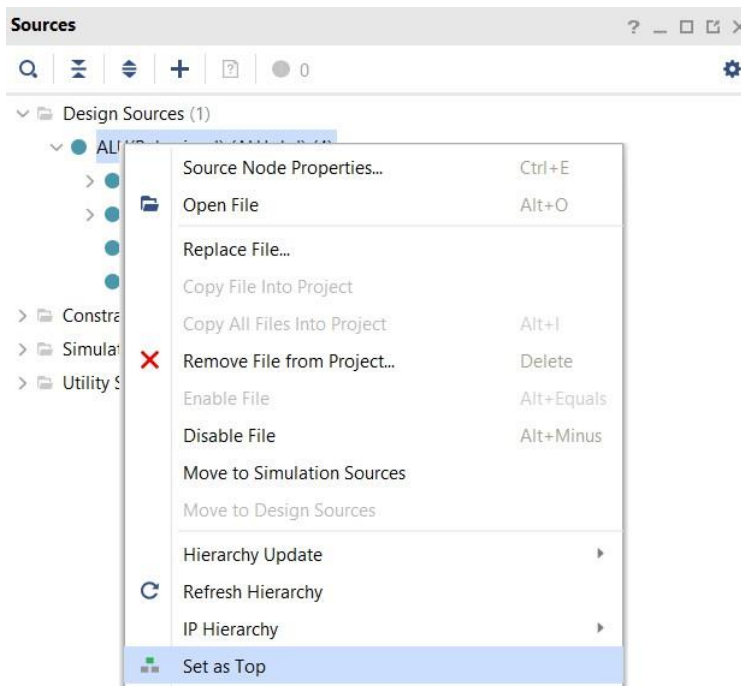 Sources
0
Design Sources (1)
Source Node Properties... Ctrl+E
Open File Alt+O
Replace File...
Copy File Into Project
Constra
Copy All Files Into Project Alt+I
Simulat
Remove File from Project... Delete
Utility S
Enable File Alt+Equals
Disable File Alt+Minus
Move to Simulation Sources
Move to Design Sources
Hierarchy Update
Refresh Hierarchy
IP Hierarchy
Set as Top